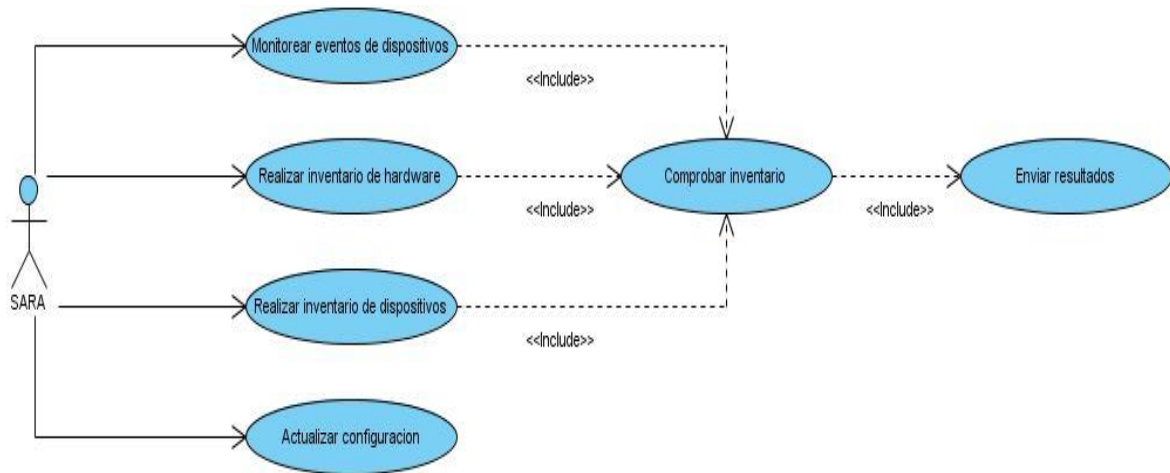 Monitorear eventos de dispositivos
<<Include>>
Realizar inventario de hardware
Comprobar inventario
Enviar resultados
<<Include>>
<<Include>>
SARA
Realizar inventario de dispositivos
<<Include>>
Actualizar configuracion